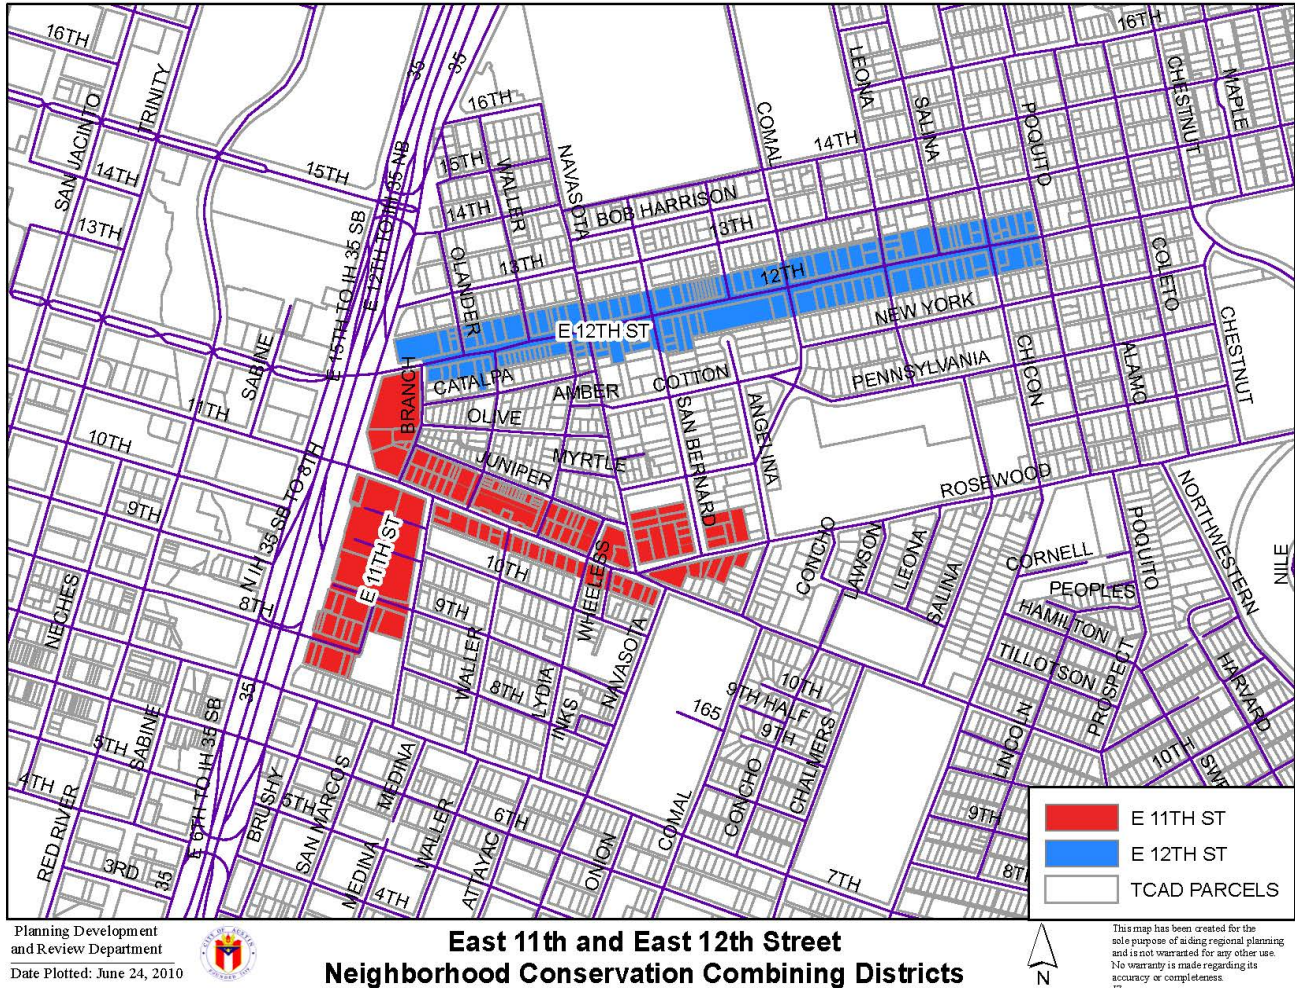 16TH
SAN JACINTO
TRINITY
14TH
13TH
15TH
35
35
E 15TH TO IH 35 SB
E 12TH TO IH 35 NB
16TH
15TH
WALLER
14TH
OLANDER
13TH
NAVASOTA
COMAL
BOB HARRISON
13TH
14TH
LEONA
SALINA
POQUITO
16TH
CHESTNUT
MAPLE
12TH
E 12TH ST
NEW YORK
PENNSYLVANIA
CHICON
ALAMO
COLETO
CHESTNUT
SABINE
11TH
10TH
9TH
8TH
N IH 35 SB TO 8TH
BRANCH
CATALPA
AMBER
COTTON
OLIVE
MYRTLE
JUNIPER
SAN BERNARD
ANGELINA
ROSEWOOD
E 11TH ST
10TH
9TH
WHEELESS
WALLER
8TH
LYDIA
INKS
NAVASOTA
CONCHO
LAWSON
LEONA
SALINA
CORNELL
PEOPLES
POQUITO
NORTHWESTERN
NILE
HAMILTON
TILLOTSON
PROSPECT
HARVARD
LINCOLN
10TH
9TH
NECHES
SABINE
5TH
4TH
RED RIVER
3RD
35
35
E 6TH TO IH 35 SB
BRUSHY
5TH
SAN MARCOS
MEDINA
MEDINA
4TH
WALLER
6TH
ATTAYAC
ONION
COMAL
165
10TH
9TH HALF
9TH
CONCHO
CHALMERS
7TH
E 11TH ST
E 12TH ST
TCAD PARCELS
Planning Development
and Review Department
Date Plotted: June 24, 2010
CITY OF AUSTIN
East 11th and East 12th Street
Neighborhood Conservation Combining Districts
N
This map has been created for the
sole purpose of aiding regional planning
and is not warranted for any other use.
No warranty is made regarding its
accuracy or completeness.